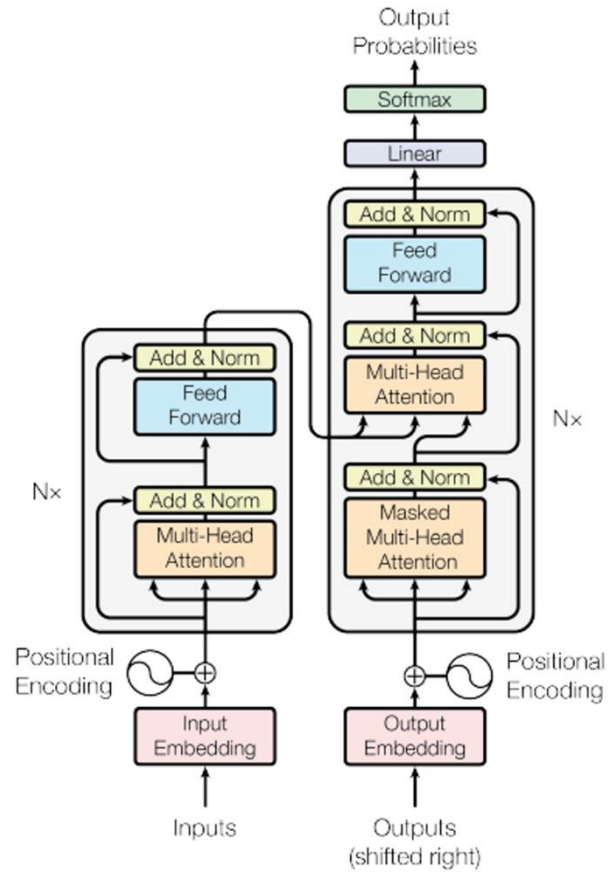 Output
Probabilities
Softmax
Linear
Add & Norm
Feed
Forward
Add & Norm
Multi-Head
Attention
Add & Norm
Masked
Multi-Head
Attention
Nx
Add & Norm
Feed
Forward
Add & Norm
Multi-Head
Attention
Nx
Positional
Encoding
Positional
Encoding
Input
Embedding
Output
Embedding
Inputs
Outputs
(shifted right)